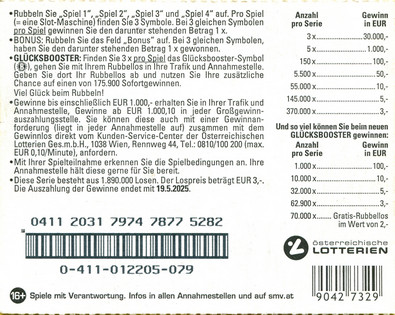 • Rubbeln Sie „Spiel 1", „Spiel 2", „Spiel 3" und „Spiel 4" auf. Pro Spiel
(= eine Slot-Maschine) finden Sie 3 Symbole. Bei 3 gleichen Symbolen
pro Spiel gewinnen Sie den darunter stehenden Betrag 1 x.
• BONUS: Rubbeln Sie das Feld „Bonus" auf. Bei 3 gleichen Symbolen,
haben Sie den darunter stehenden Betrag 1 x gewonnen.
• GLÜCKSBOOSTER: Finden Sie 3 x pro Spiel das Glücksbooster-Symbol
( ), gehen Sie mit Ihrem Rubbellos in Ihre Trafik und Annahmestelle.
Geben Sie dort Ihr Rubbellos ab und nutzen Sie Ihre zusätzliche
Chance auf einen von 175.900 Sofortgewinnen.
Viel Glück beim Rubbeln!
• Gewinne bis einschließlich EUR 1.000,- erhalten Sie in Ihrer Trafik und
Annahmestelle, Gewinne ab EUR 1.000,10 in jeder Großgewinn-
auszahlungsstelle. Sie können diese auch mit einer Gewinnan-
forderung (liegt in jeder Annahmestelle auf) zusammen mit dem
Gewinnlos direkt vom Kunden-Service-Center der Österreichischen
Lotterien Ges.m.b.H., 1038 Wien, Rennweg 44, Tel.: 0810/100 200 (max.
EUR 0,10/Minute), anfordern.
• Mit Ihrer Spielteilnahme erkennen Sie die Spielbedingungen an. Ihre
Annahmestelle hält diese gerne für Sie bereit.
• Diese Serie besteht aus 1.890.000 Losen. Der Lospreis beträgt EUR 3,-.
Die Auszahlung der Gewinne endet mit 19.5.2025.
0411 2031 7974 7877 5282
0-411-012205-079
16+ Spiele mit Verantwortung. Infos in allen Annahmestellen und auf smv.at
Anzahl Gewinn
pro Serie in EUR
3 x 30.000,-
5 x 1.000,-
150 x 100,-
5.500 x 50,-
55.000 x 10,-
145.000 x 5,-
370.000 x 3,-
Und so viel können Sie beim neuen
GLÜCKSBOOSTER gewinnen:
Anzahl Gewinn
pro Serie in EUR
1.000 x 100,-
10.000 x 10,-
32.000 x 5,-
62.900 x 3,-
70.000 x Gratis-Rubbellos
im Wert von 2,-
österreichische
LOTTERIEN
9042 7329